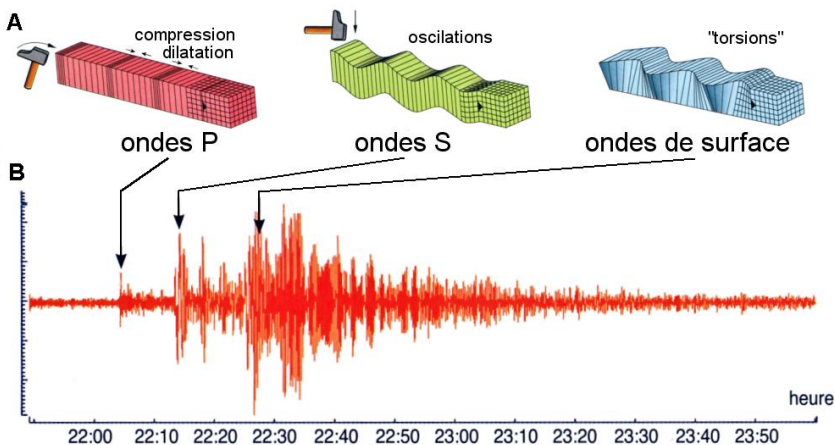 A
compression
dilatation
oscilations
"torsions"
ondes P
ondes S
ondes de surface
B
heure
22:00 22:10 22:20 22:30 22:40 22:50 23:00 23:10 23:20 23:30 23:40 23:50